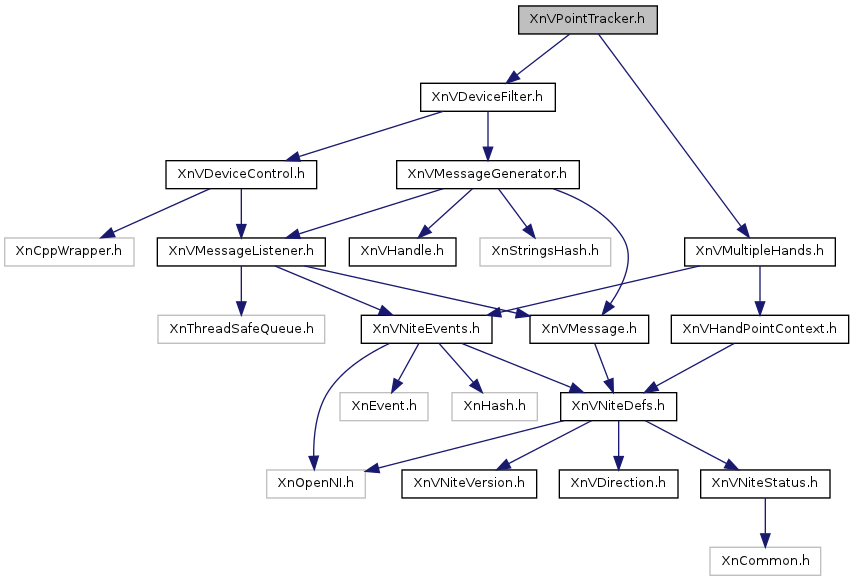 XnVPointTracker.h
XnVDeviceFilter.h
XnVDeviceControl.h
XnVMessageGenerator.h
XnCppWrapper.h
XnVMessageListener.h
XnVHandle.h
XnStringsHash.h
XnVMultipleHands.h
XnThreadSafeQueue.h
XnVNiteEvents.h
XnVMessage.h
XnVHandPointContext.h
XnEvent.h
XnHash.h
XnVNiteDefs.h
XnOpenNI.h
XnVNiteVersion.h
XnVDirection.h
XnVNiteStatus.h
XnCommon.h